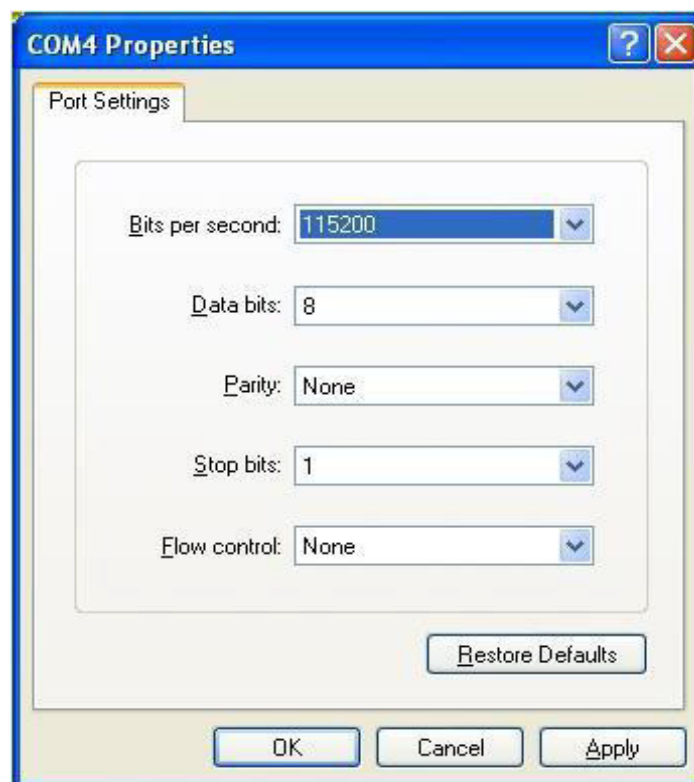 COM4 Properties
Port Settings
Bits per second: 115200
Data bits: 8
Parity: None
Stop bits: 1
Flow control: None
Restore Defaults
OK Cancel Apply